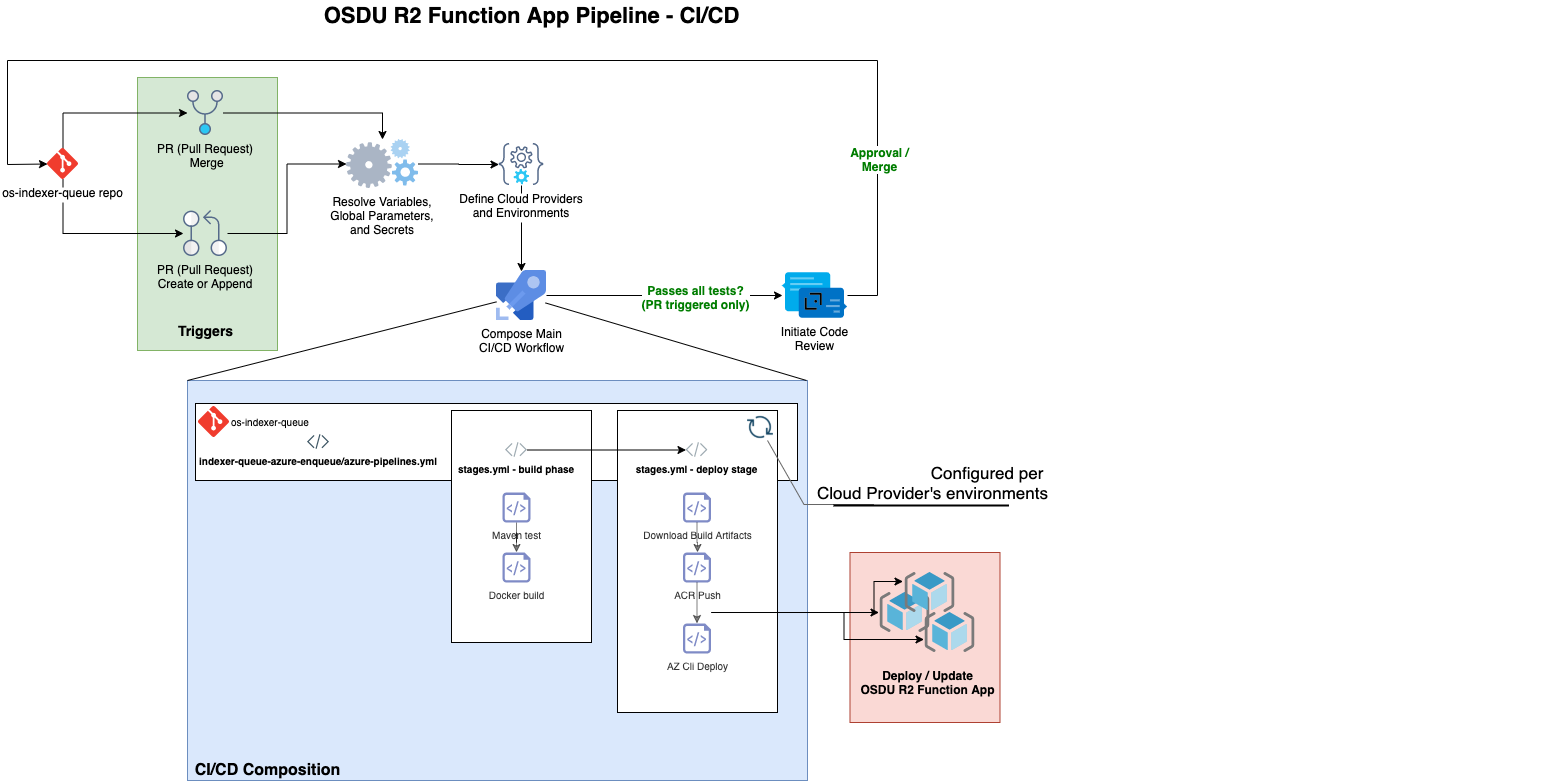 OSDU R2 Function App Pipeline - CI/CD
PR (Pull Request)
Merge
os-indexer-queue repo
PR (Pull Request)
Create or Append
Triggers
Resolve Variables,
Global Parameters,
and Secrets
Define Cloud Providers
and Environments
Approval /
Merge
Compose Main
CI/CD Workflow
Passes all tests?
(PR triggered only)
Initiate Code
Review
os-indexer-queue
indexer-queue-azure-enqueue/azure-pipelines.yml
stages.yml - build phase
Maven test
Docker build
stages.yml - deploy stage
Download Build Artifacts
ACR Push
AZ Cli Deploy
Configured per
Cloud Provider's environments
Deploy / Update
OSDU R2 Function App
CI/CD Composition